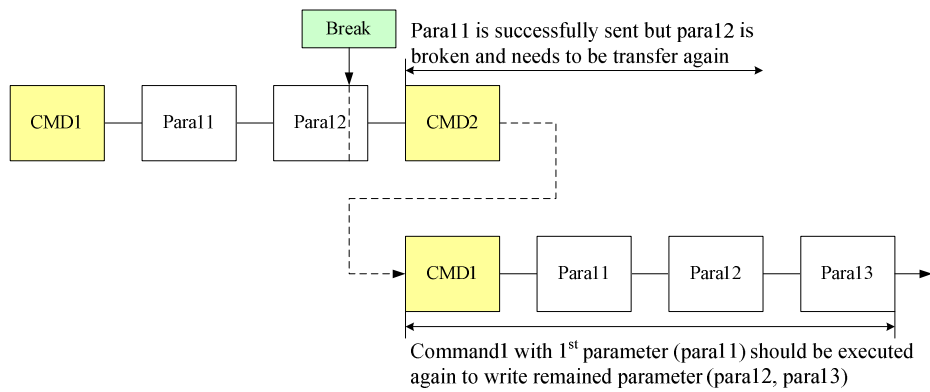 Break
Para11 is successfully sent but para12 is
broken and needs to be transfer again
CMD1
Para11
Para12
CMD2
CMD1
Para11
Para12
Para13
Command1 with 1st parameter (para11) should be executed
again to write remained parameter (para12, para13)